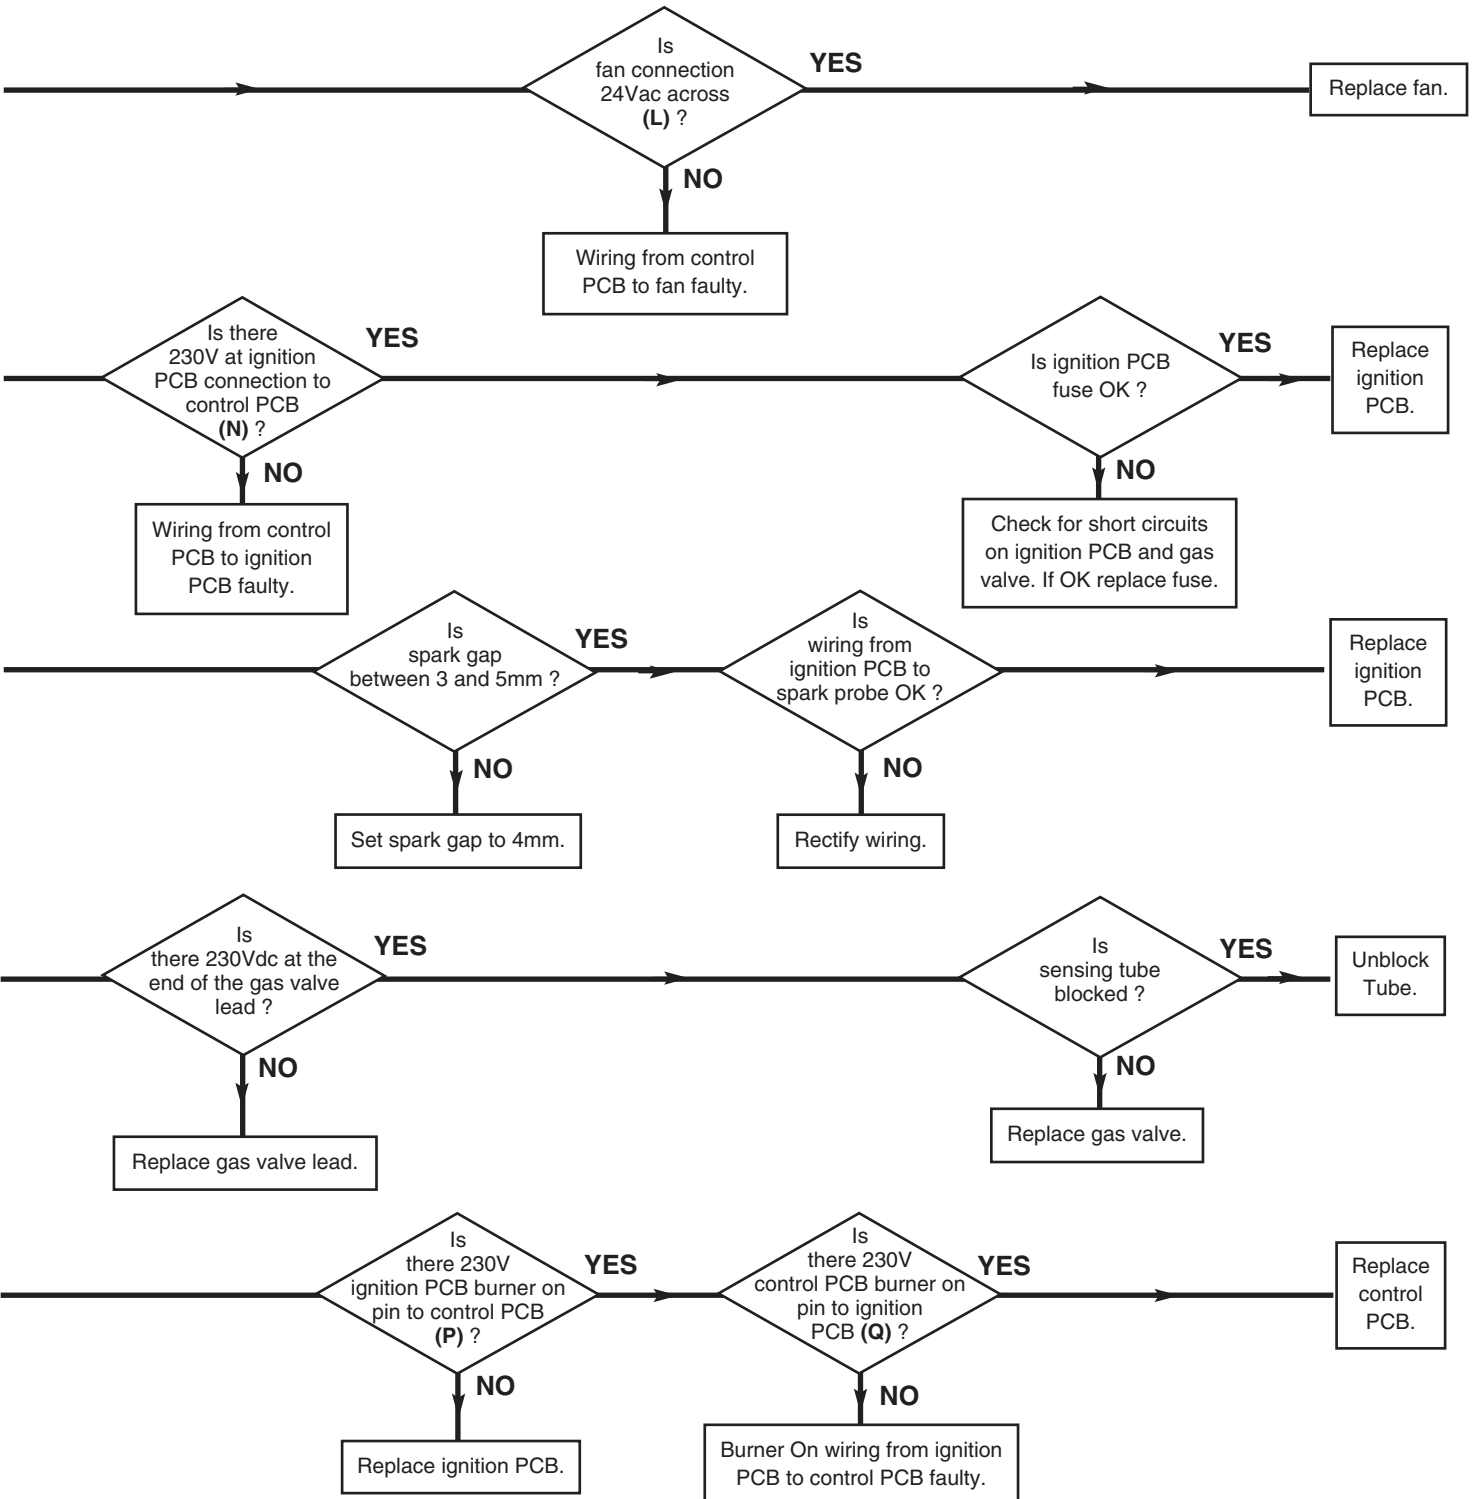 Is
fan connection
24Vac across
(L) ?
YES
Replace fan.
NO
Wiring from control
PCB to fan faulty.
Is there
230V at ignition
PCB connection to
control PCB
(N) ?
YES
Is ignition PCB
fuse OK ?
YES
Replace
ignition
PCB.
NO
Wiring from control
PCB to ignition
PCB faulty.
NO
Check for short circuits
on ignition PCB and gas
valve. If OK replace fuse.
Is
spark gap
between 3 and 5mm ?
YES
Is
wiring from
ignition PCB to
spark probe OK ?
Replace
ignition
PCB.
NO
Set spark gap to 4mm.
NO
Rectify wiring.
Is
there 230Vdc at the
end of the gas valve
lead ?
YES
Is
sensing tube
blocked ?
YES
Unblock
Tube.
NO
Replace gas valve lead.
NO
Replace gas valve.
Is
there 230V
ignition PCB burner on
pin to control PCB
(P) ?
YES
Is
there 230V
control PCB burner on
pin to ignition
PCB (Q) ?
YES
Replace
control
PCB.
NO
Replace ignition PCB.
NO
Burner On wiring from ignition
PCB to control PCB faulty.